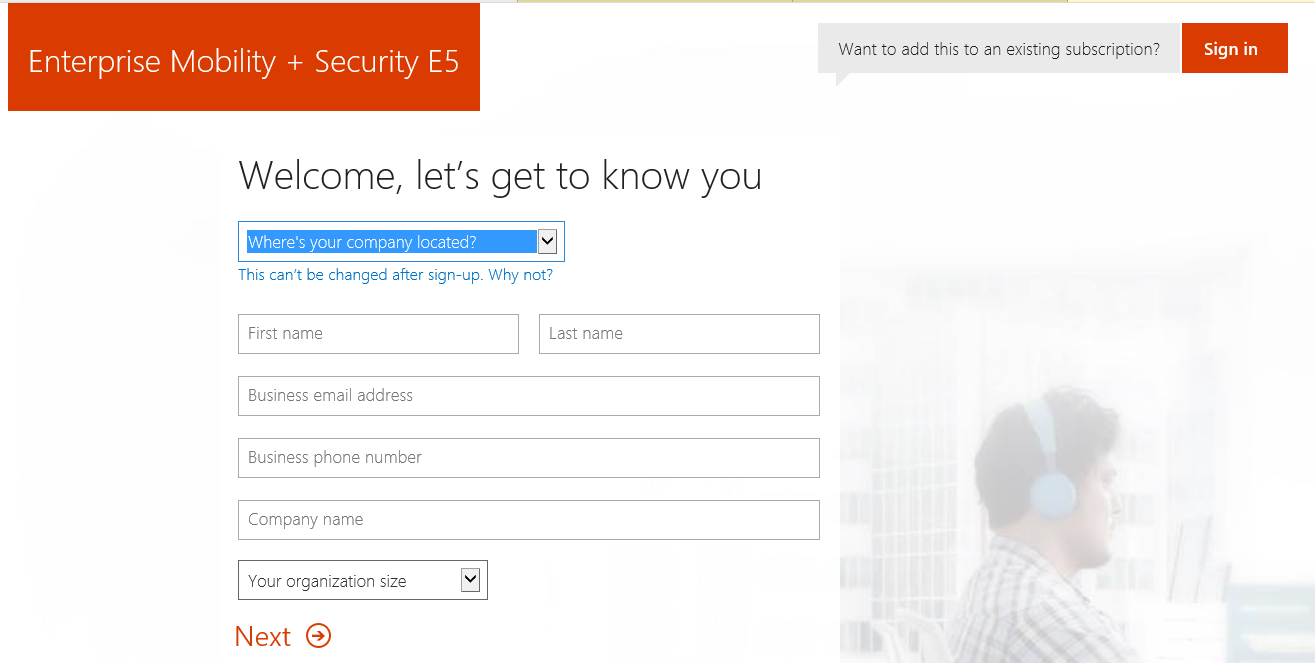 Enterprise Mobility + Security E5
Want to add this to an existing subscription?
Sign in
Welcome, let’s get to know you
Where's your company located?
This can’t be changed after sign-up. Why not?
First name
Last name
Business email address
Business phone number
Company name
Your organization size
Next